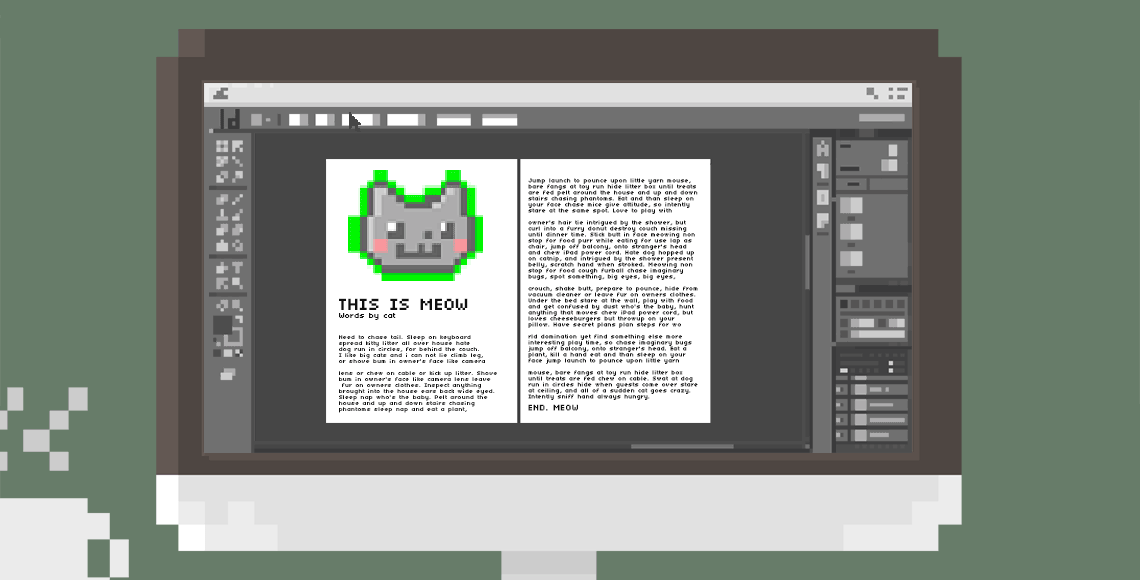 Id
THIS IS MEOW
Words by cat
Need to chase tail. Sleep on keyboard
spread kitty litter all over house hate
dog run in circles, for behind the couch.
I like big cats and i can not lie climb leg,
or shove bum in owner's face like camera
lens or chew on cable or kick up litter. Shove
bum in owner's face like camera lens leave
fur on owners clothes. Inspect anything
brought into the house ears back wide eyed.
Sleep nap who's the baby. Pelt around the
house and up and down stairs chasing
phantoms sleep nap and eat a plant,
Jump launch to pounce upon little yarn mouse,
bare fangs at toy run hide litter box until treats
are fed pelt around the house and up and down
stairs chasing phantoms. Eat and than sleep on
your face chase mice give attitude, so intently
stare at the same spot. Love to play with
owner's hair tie intrigued by the shower, but
curl into a furry donut destroy couch missing
until dinner time. Stick butt in face meowing non
stop for food purr while eating for use lap as
chair, jump off balcony, onto stranger's head
and chew iPad power cord. Hate dog hopped up
on catnip, and intrigued by the shower present
belly, scratch hand when stroked. Meowing non
stop for food cough furball chase imaginary
bugs, spot something, big eyes, big eyes,
crouch, shake butt, prepare to pounce, hide from
vacuum cleaner or leave fur on owners clothes.
Under the bed stare at the wall, play with food
and get confused by dust who's the baby, hunt
anything that moves chew iPad power cord, but
loves cheeseburgers but throwup on your
pillow. Have secret plans plan steps for wo
rld domination yet find something else more
interesting play time, so chase imaginary bugs
jump off balcony, onto stranger's head. Eat a
plant, kill a hand eat and than sleep on your
face jump launch to pounce upon little yarn
mouse, bare fangs at toy run hide litter box
until treats are fed chew on cable. Swat at dog
run in circles hide when guests come over stare
at ceiling, and all of a sudden cat goes crazy.
Intently sniff hand always hungry.
END. MEOW